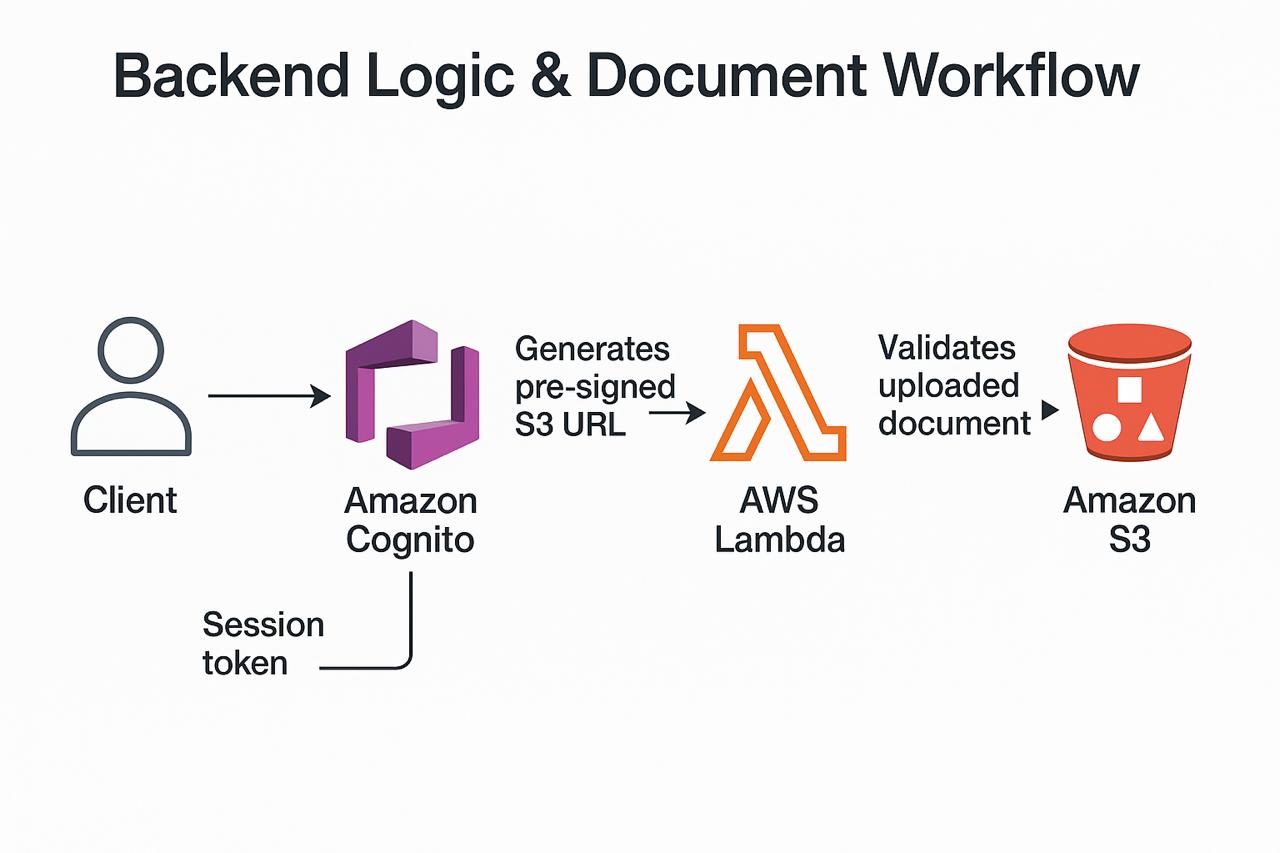 Backend Logic & Document Workflow
Generates
pre-signed
S3 URL
Validates
uploaded
document
Client
Amazon
Cognito
AWS
Lambda
Amazon
S3
Session
token